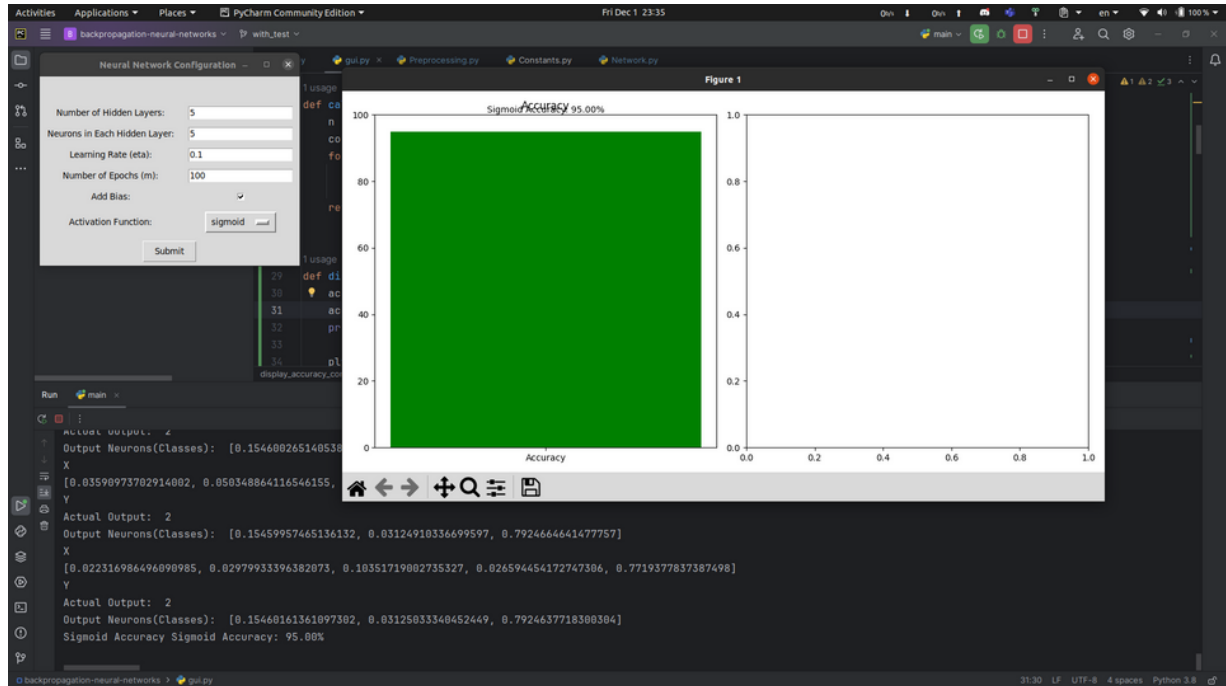 Activities Applications Places PyCharm Community Edition Fri Dec 1 23:35 en 100 %
backpropagation-neural-networks with_test main
gui.py Preprocessing.py Constants.py Network.py
1 2 3
Neural Network Configuration
Number of Hidden Layers: 5
Neurons in Each Hidden Layer: 5
Learning Rate (eta): 0.1
Number of Epochs (m): 100
Add Bias:
Activation Function: sigmoid
Submit
1 usage
def ca
n
co
fo
re
1 usage
29 def di
30 ac
31 ac
32 pr
33
34 pl
Figure 1
Accuracy
Sigmoid Accuracy 95.00%
100
80
60
40
20
0
Accuracy
1.0
0.8
0.6
0.4
0.2
0.0
0.0 0.2 0.4 0.6 0.8 1.0
Run main
Actual Output: 2
Output Neurons(Classes): [0.154600265140538
X
[0.03590973702914002, 0.050348864116546155,
Y
Actual Output: 2
Output Neurons(Classes): [0.15459957465136132, 0.03124910336699597, 0.7924664641477757]
X
[0.022316986496090985, 0.02979933396382073, 0.10351719002735327, 0.026594454172747306, 0.7719377837387498]
Y
Actual Output: 2
Output Neurons(Classes): [0.15460161361097302, 0.03125033340452449, 0.7924637718300304]
Sigmoid Accuracy Sigmoid Accuracy: 95.00%
backpropagation-neural-networks > gui.py 31:30 LF UTF-8 4 spaces Python 3.8